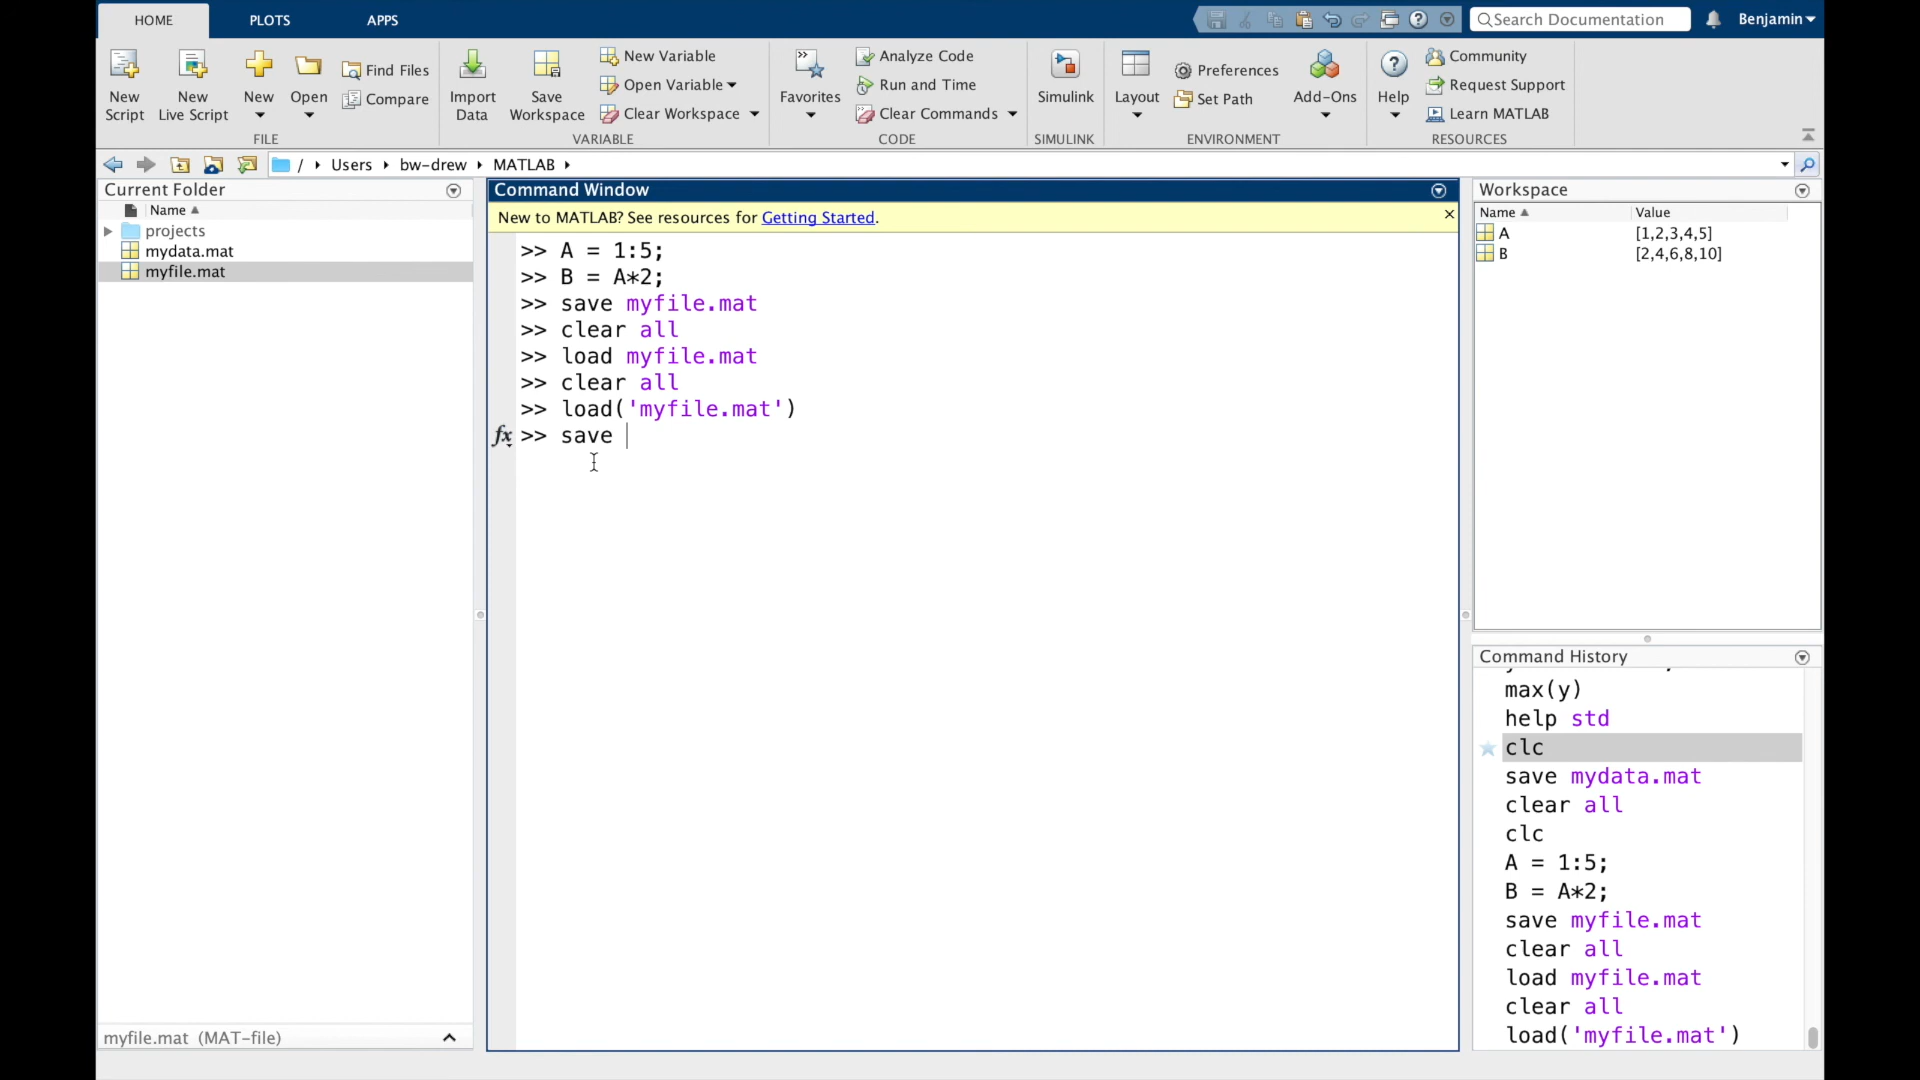 HOME
PLOTS
APPS
Search Documentation
Benjamin
New Script
New Live Script
New
Open
Find Files
Compare
FILE
Import Data
Save Workspace
New Variable
Open Variable
Clear Workspace
VARIABLE
Favorites
Analyze Code
Run and Time
Clear Commands
CODE
Simulink
SIMULINK
Layout
Preferences
Set Path
Add-Ons
ENVIRONMENT
Help
Community
Request Support
Learn MATLAB
RESOURCES
/ Users bw-drew MATLAB
Current Folder
Name
projects
mydata.mat
myfile.mat
myfile.mat (MAT-file)
Command Window
New to MATLAB? See resources for Getting Started.
>> A = 1:5;
>> B = A*2;
>> save myfile.mat
>> clear all
>> load myfile.mat
>> clear all
>> load('myfile.mat')
fx >> save
Workspace
Name Value
A [1,2,3,4,5]
B [2,4,6,8,10]
Command History
max(y)
help std
clc
save mydata.mat
clear all
clc
A = 1:5;
B = A*2;
save myfile.mat
clear all
load myfile.mat
clear all
load('myfile.mat')